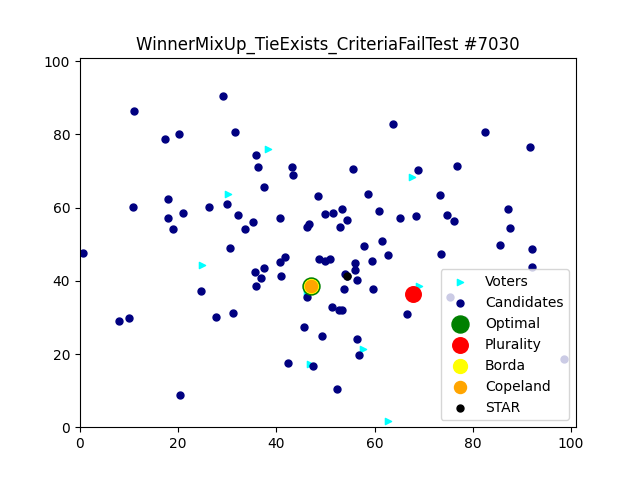 WinnerMixUp_TieExists_CriteriaFailTest #7030
100
80
60
40
20
0
Voters
Candidates
Optimal
Plurality
Borda
Copeland
STAR
0 20 40 60 80 100